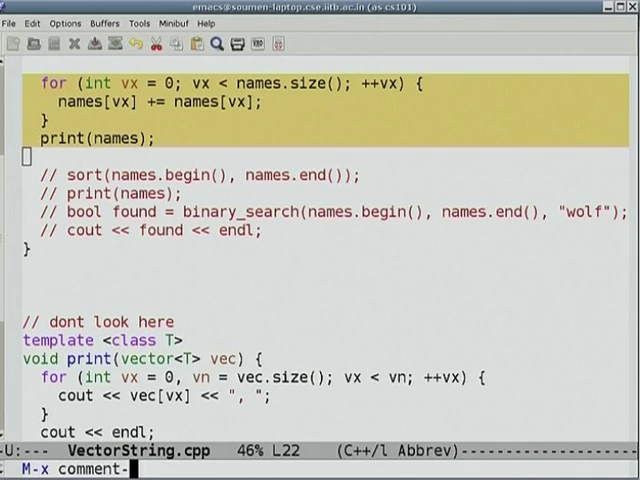 emacs@soumen-laptop.cse.iitb.ac.in (as cs101)
File Edit Options Buffers Tools Minibuf Help
for (int vx = 0; vx < names.size(); ++vx) {
names[vx] += names[vx];
}
print(names);
// sort(names.begin(), names.end());
// print(names);
// bool found = binary_search(names.begin(), names.end(), "wolf");
// cout << found << endl;
}
// dont look here
template <class T>
void print(vector<T> vec) {
for (int vx = 0, vn = vec.size(); vx < vn; ++vx) {
cout << vec[vx] << ", ";
}
cout << endl;
-U:--- VectorString.cpp 46% L22 (C++/l Abbrev)--------------------
M-x comment-